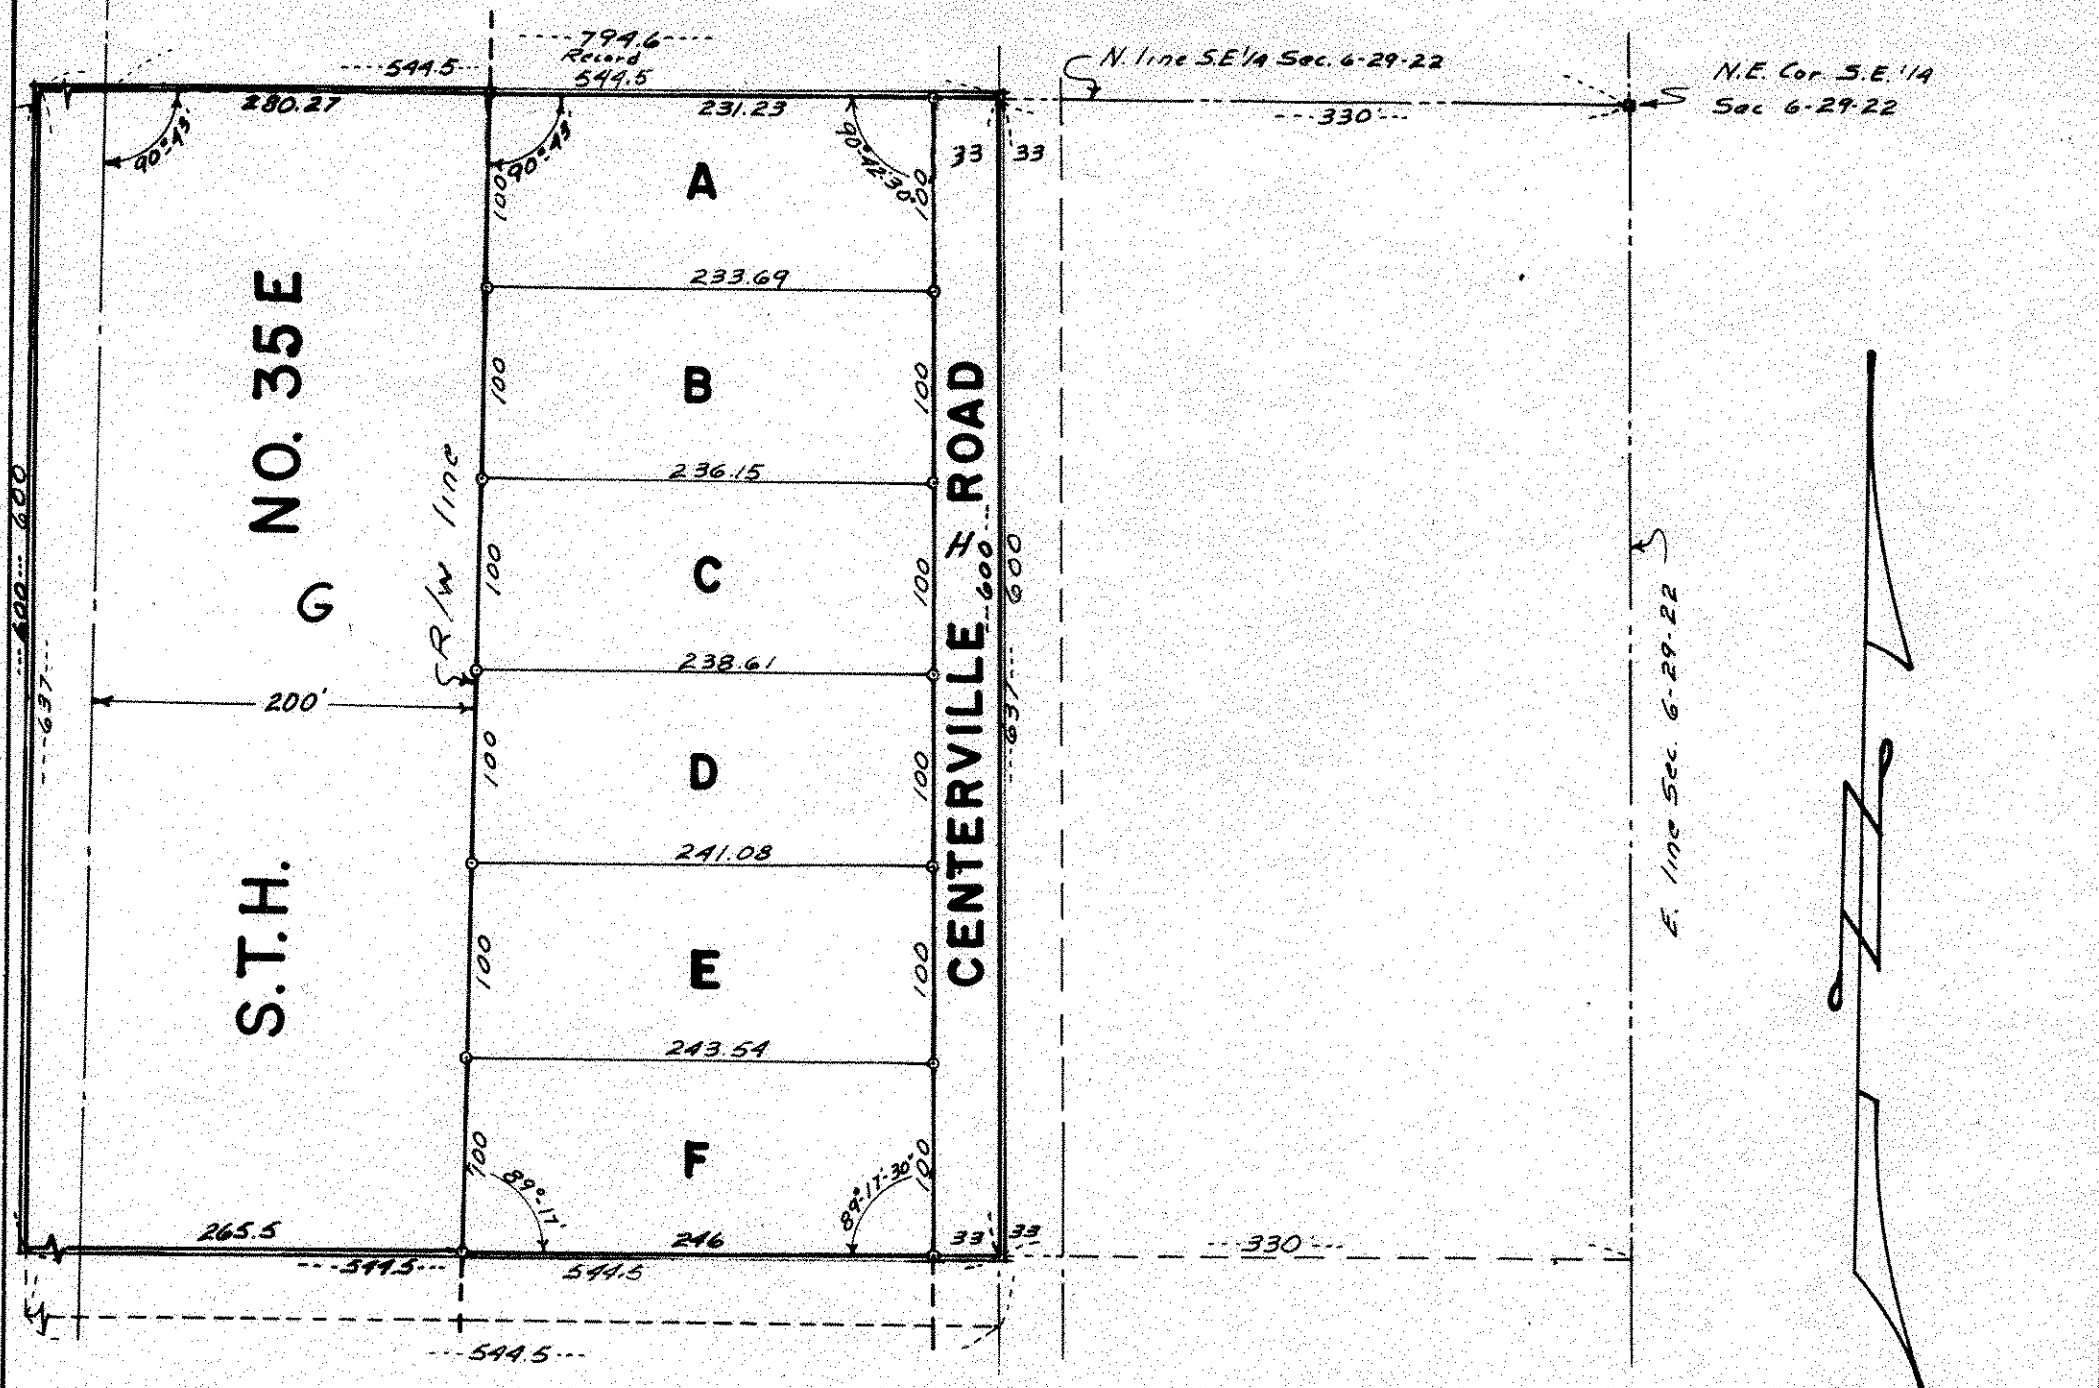 794.6
Record
544.5
544.5
280.27
231.23
N. line S.E 1/4 Sec. 6-29-22
N.E. Cor. S.E. 1/4
Sec 6-29-22
330'
90°-43'
90°-43'
90°-42'30"
33
33
A
100
100
233.69
B
100
100
236.15
C
100
100
238.61
D
100
100
241.08
E
100
100
243.54
F
100
100
89°-17'
89°-17'-30"
S.T.H. NO. 35 E
G
R/W line
200'
600
600
637
CENTERVILLE ROAD
H
600
600
637
E. line Sec. 6-29-22
265.5
246
33
33
330'
544.5
544.5
544.5
N